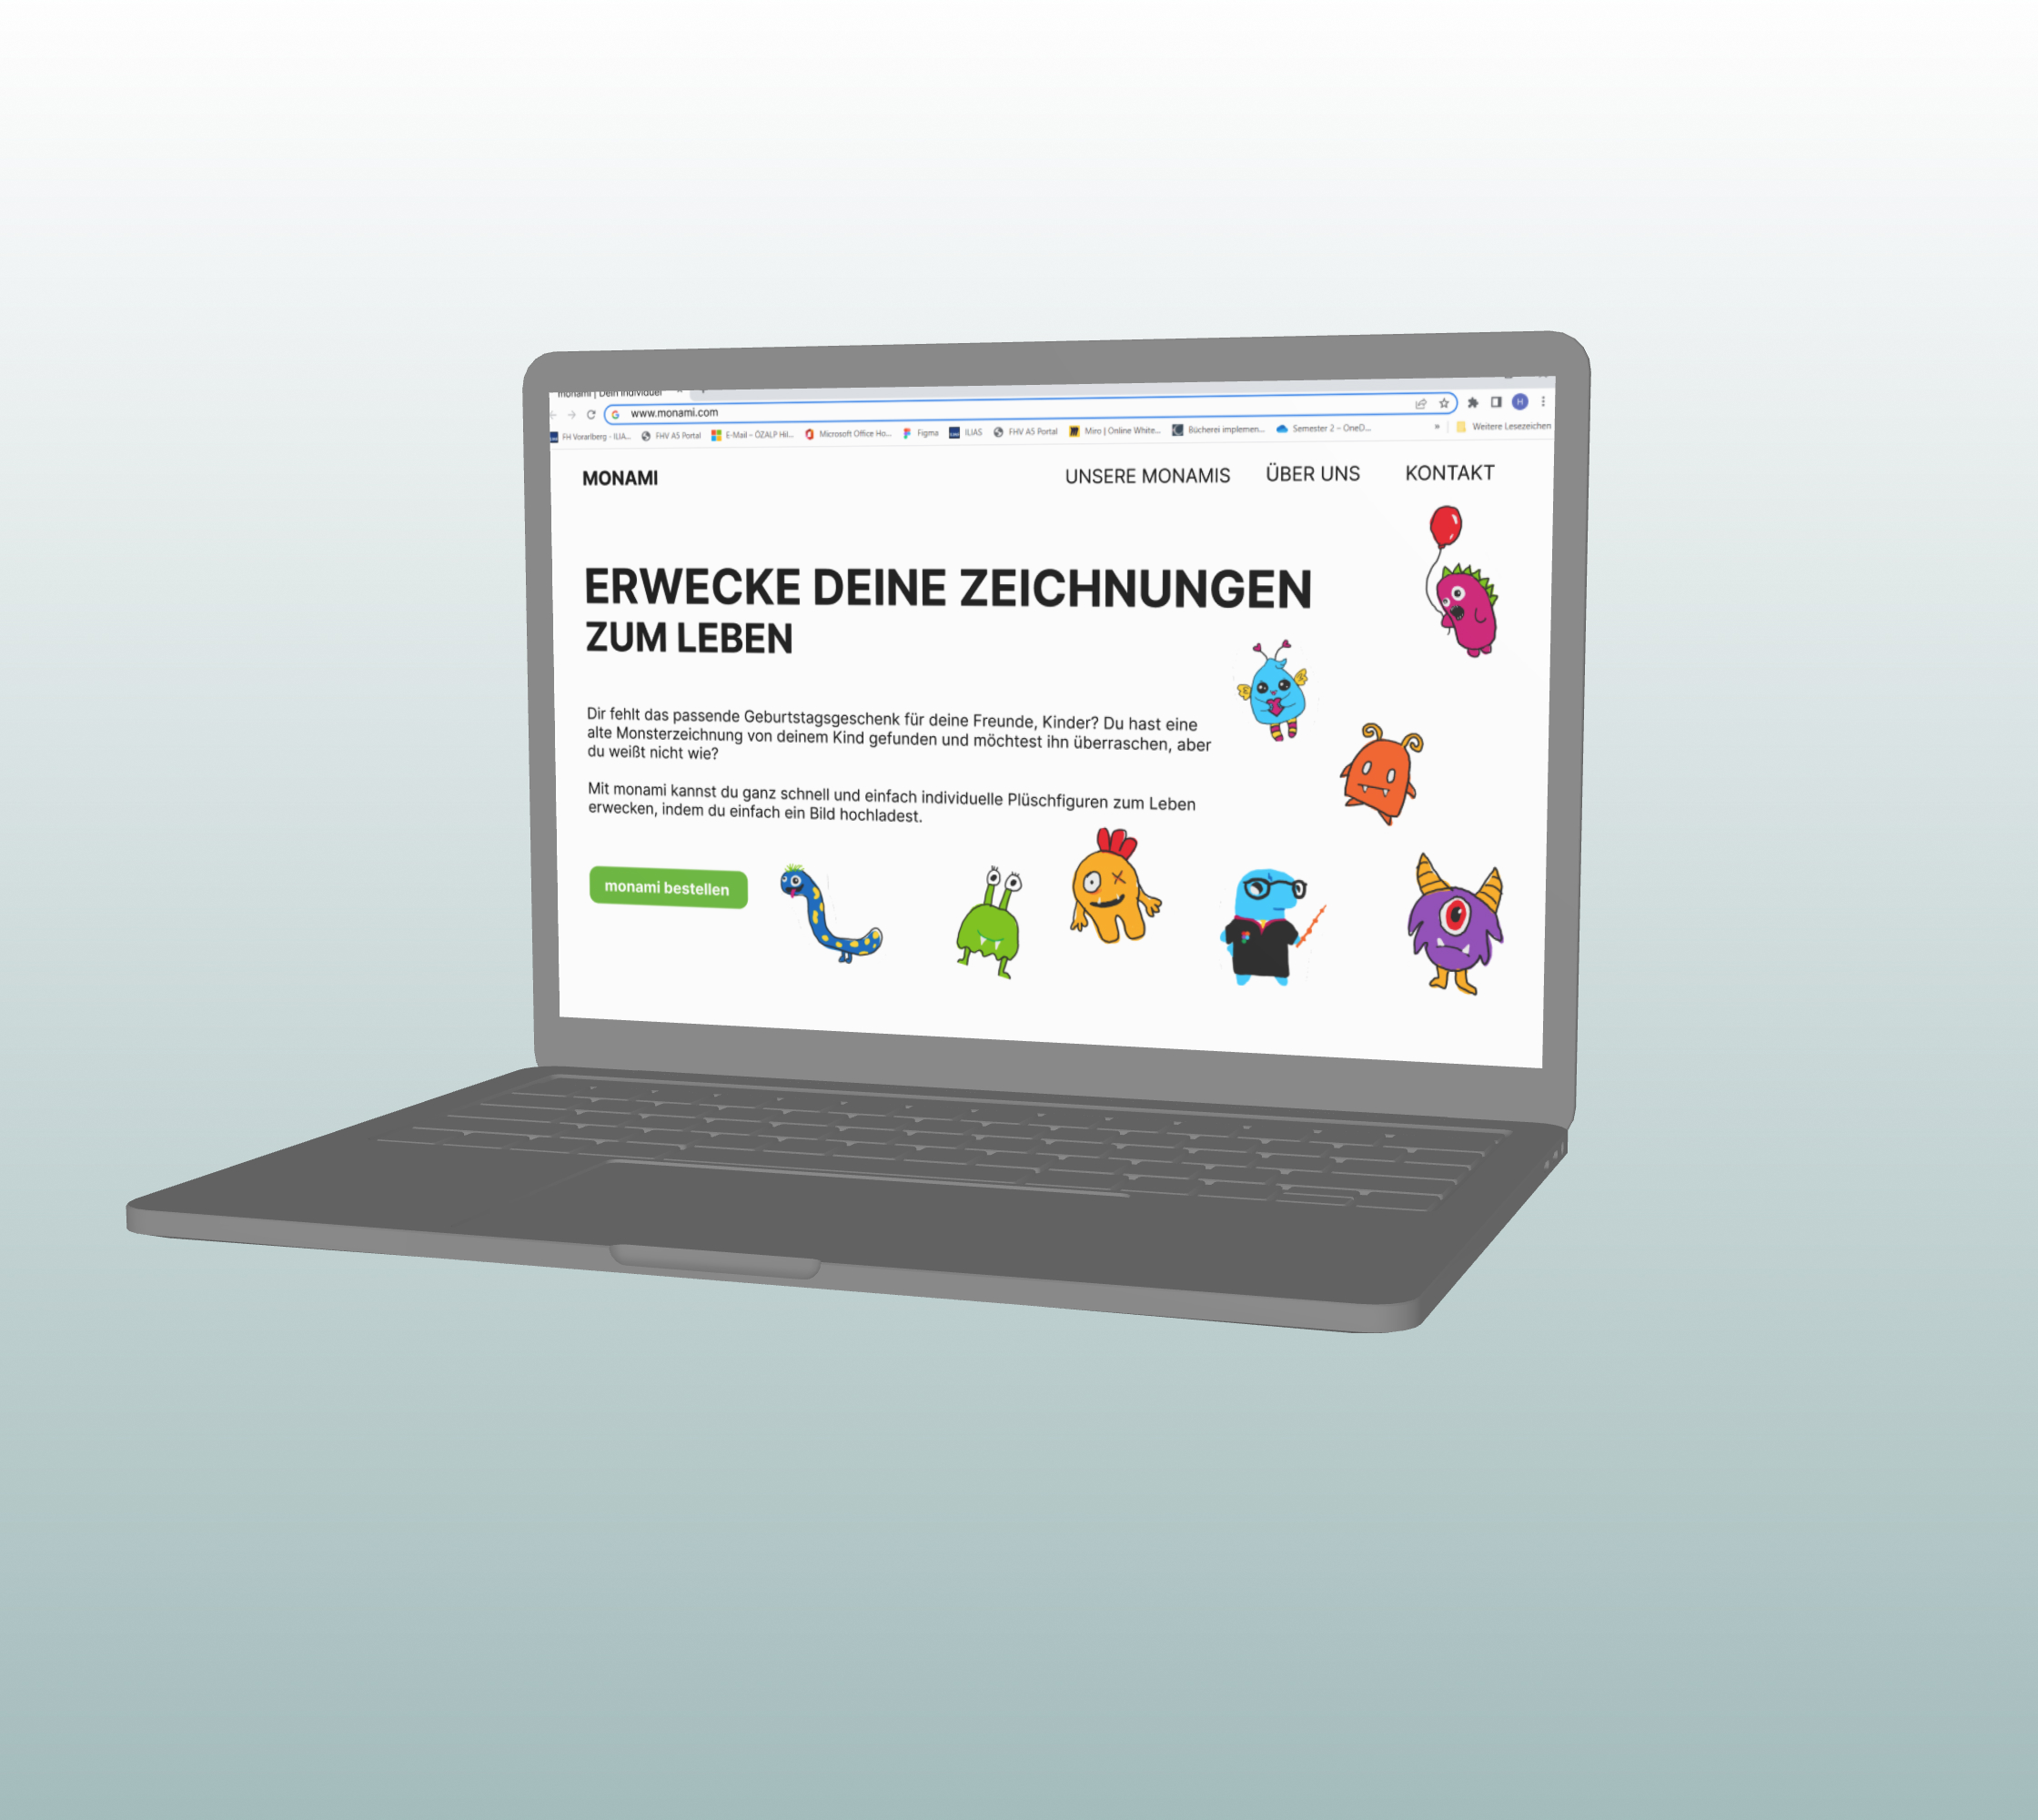 monami | Dein individuel
www.monami.com
FH Vorarlberg - ILIA... FHV A5 Portal E-Mail – ÖZALP Hil... Microsoft Office Ho... Figma ILIAS FHV A5 Portal Miro | Online White... Bücherei implemen... Semester 2 – OneD... » Weitere Lesezeichen
MONAMI UNSERE MONAMIS ÜBER UNS KONTAKT
ERWECKE DEINE ZEICHNUNGEN
ZUM LEBEN
Dir fehlt das passende Geburtstagsgeschenk für deine Freunde, Kinder? Du hast eine
alte Monsterzeichnung von deinem Kind gefunden und möchtest ihn überraschen, aber
du weißt nicht wie?
Mit monami kannst du ganz schnell und einfach individuelle Plüschfiguren zum Leben
erwecken, indem du einfach ein Bild hochladest.
monami bestellen